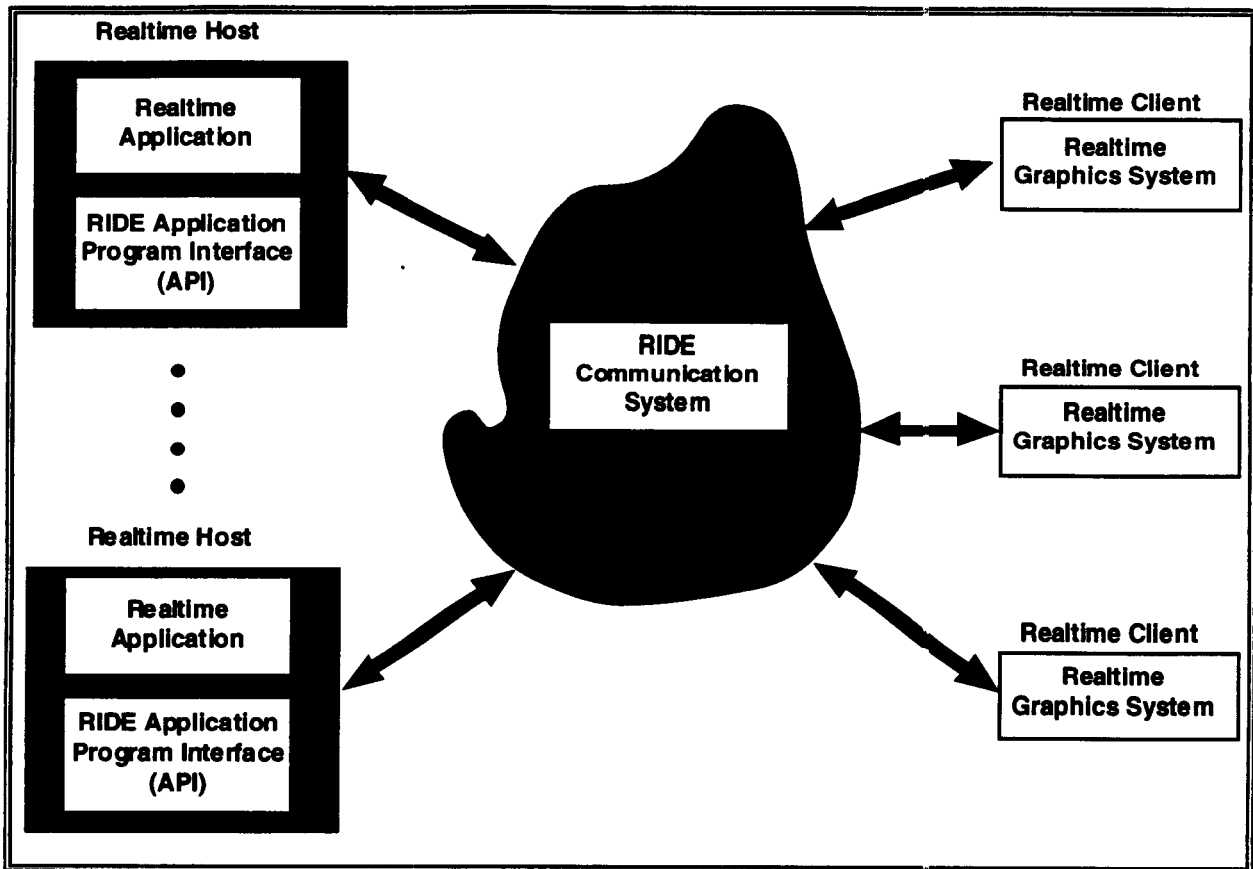 Realtime Host
Realtime
Application
RIDE Application
Program Interface
(API)
Realtime Host
Realtime
Application
RIDE Application
Program Interface
(API)
RIDE
Communication
System
Realtime Client
Realtime
Graphics System
Realtime Client
Realtime
Graphics System
Realtime Client
Realtime
Graphics System